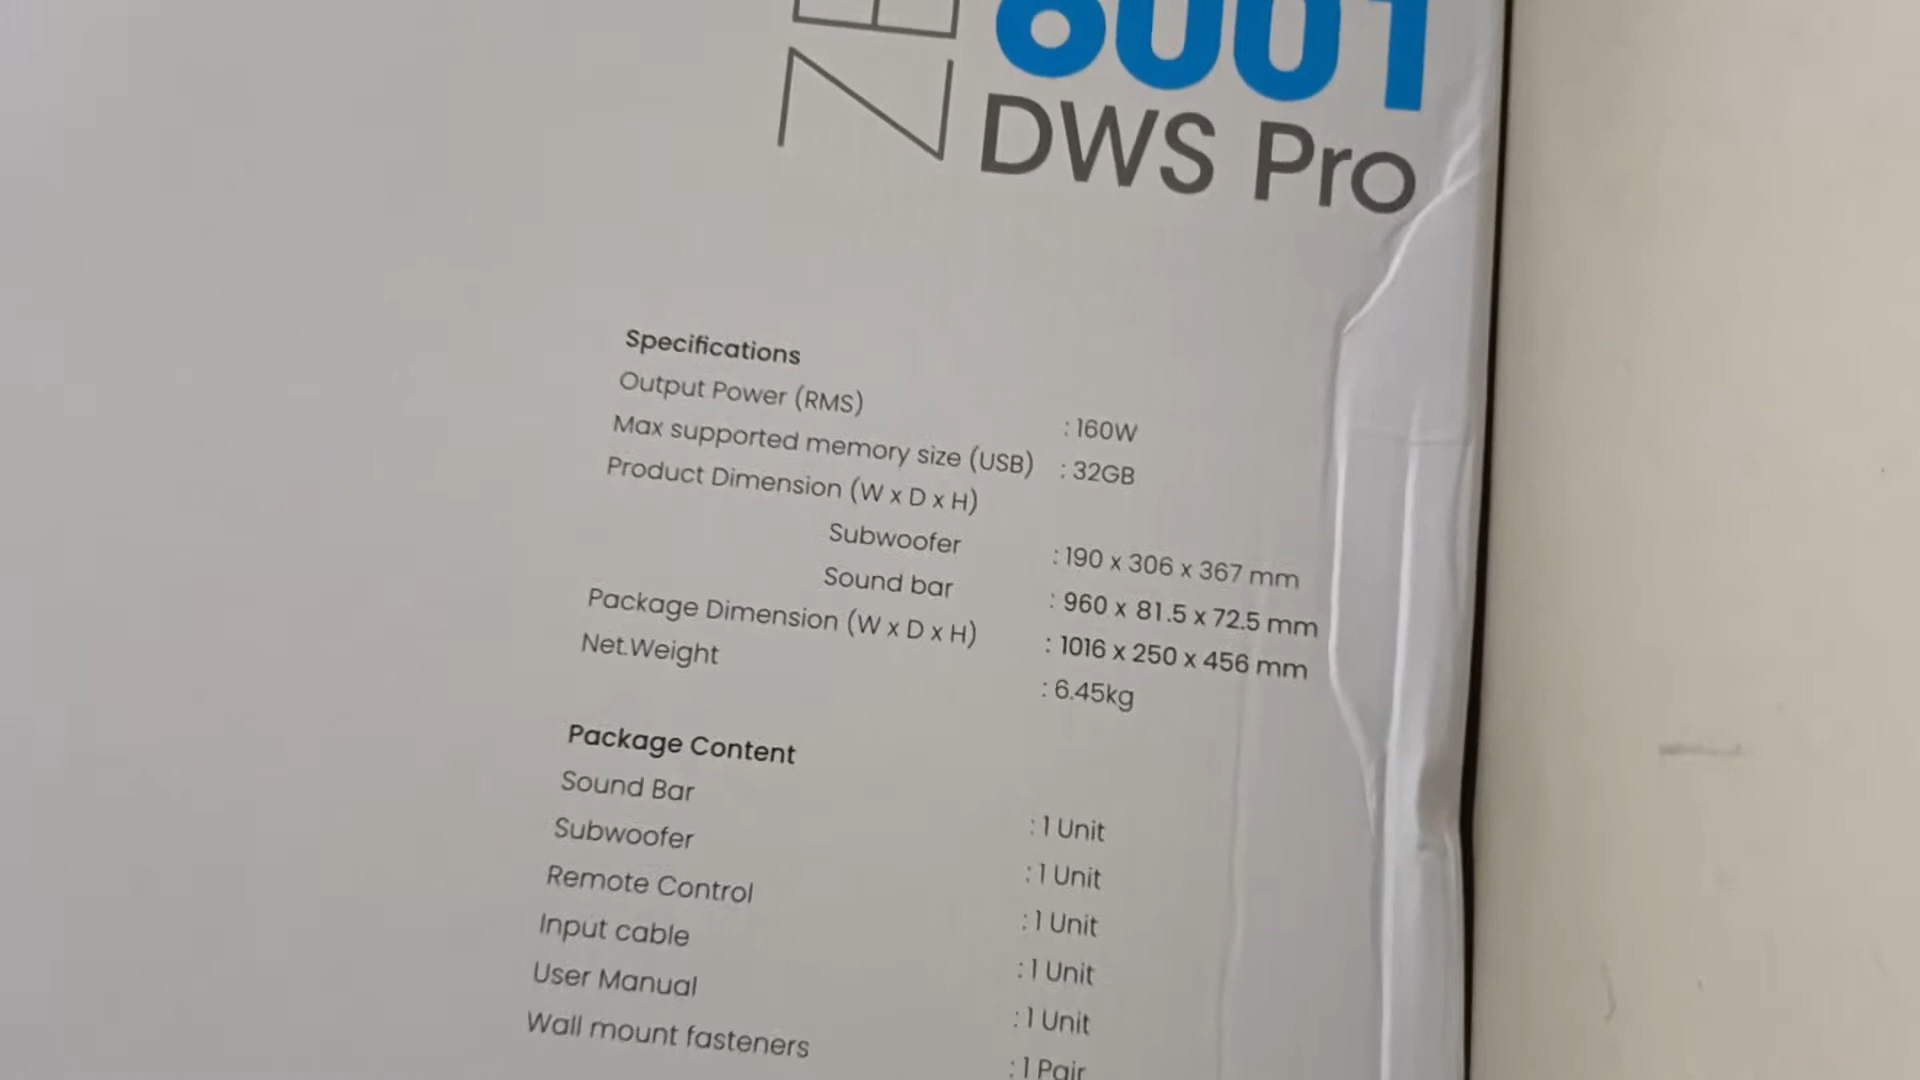 DWS Pro
Specifications
Output Power (RMS) : 160W
Max supported memory size (USB) : 32GB
Product Dimension (W x D x H)
Subwoofer : 190 x 306 x 367 mm
Sound bar : 960 x 81.5 x 72.5 mm
Package Dimension (W x D x H) : 1016 x 250 x 456 mm
Net.Weight : 6.45kg
Package Content
Sound Bar : 1 Unit
Subwoofer : 1 Unit
Remote Control : 1 Unit
Input cable : 1 Unit
User Manual : 1 Unit
Wall mount fasteners : 1 Pair